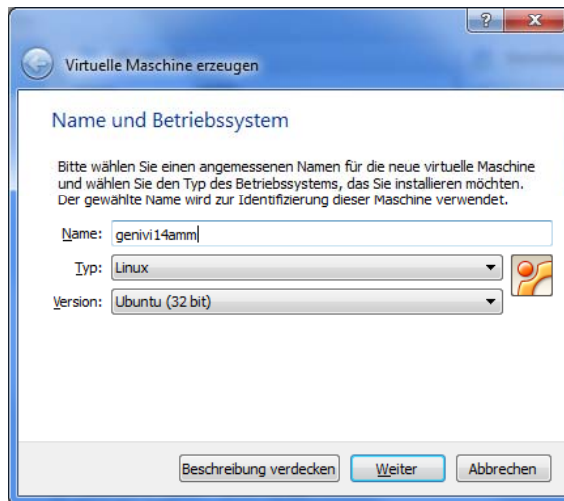 ?
X
Virtuelle Maschine erzeugen
Name und Betriebssystem
Bitte wählen Sie einen angemessenen Namen für die neue virtuelle Maschine
und wählen Sie den Typ des Betriebssystems, das Sie installieren möchten.
Der gewählte Name wird zur Identifizierung dieser Maschine verwendet.
Name: genivi14amm
Typ: Linux
Version: Ubuntu (32 bit)
Beschreibung verdecken Weiter Abbrechen